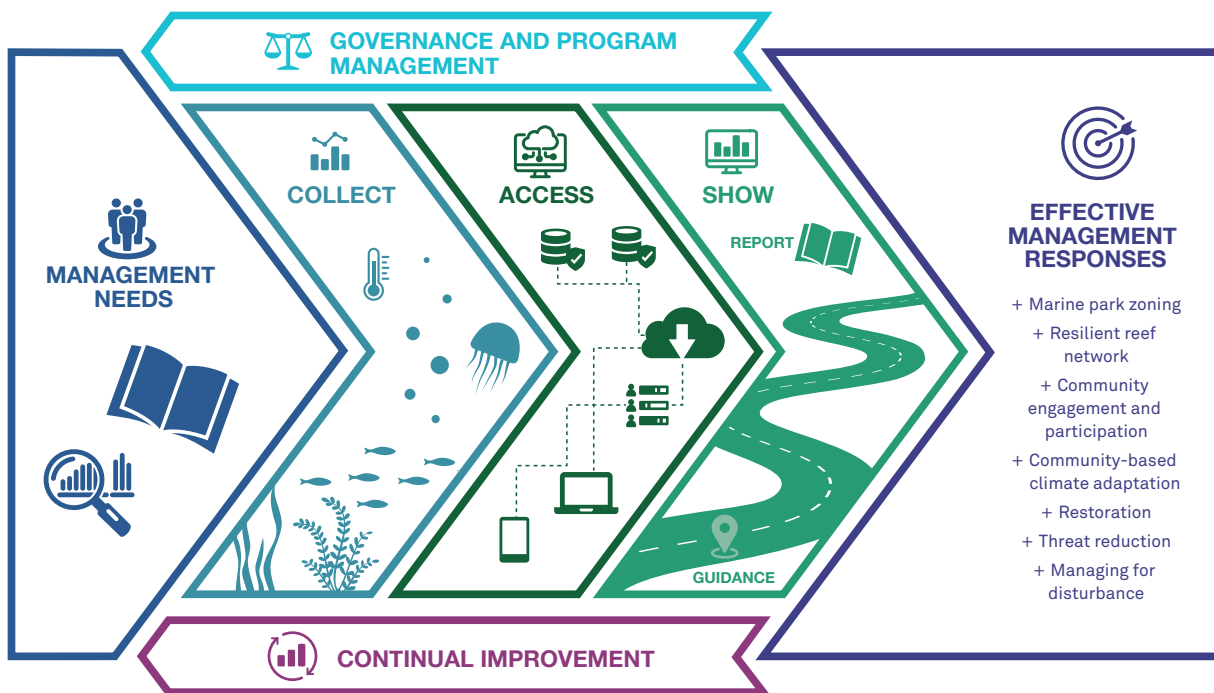 GOVERNANCE AND PROGRAM
MANAGEMENT
MANAGEMENT
NEEDS
COLLECT
ACCESS
SHOW
REPORT
GUIDANCE
EFFECTIVE
MANAGEMENT
RESPONSES
+ Marine park zoning
+ Resilient reef
network
+ Community
engagement and
participation
+ Community-based
climate adaptation
+ Restoration
+ Threat reduction
+ Managing for
disturbance
CONTINUAL IMPROVEMENT